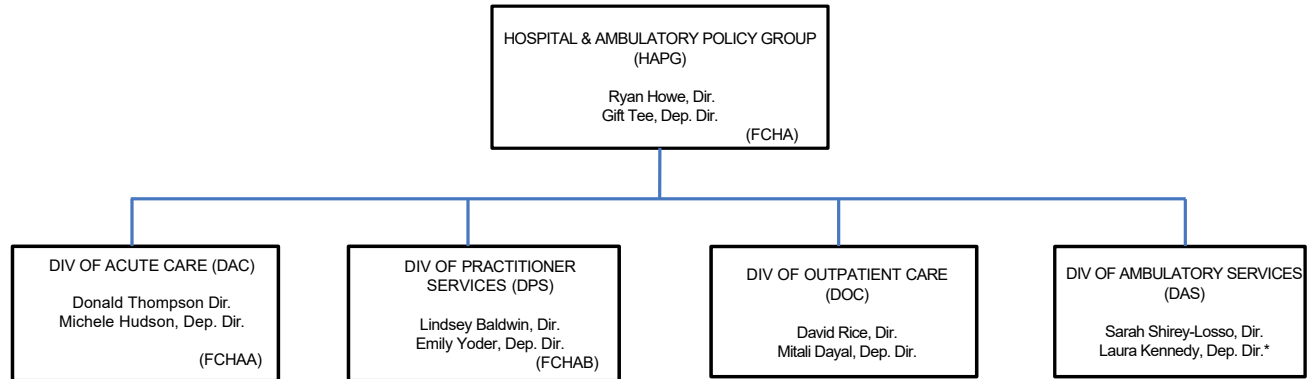 HOSPITAL & AMBULATORY POLICY GROUP
(HAPG)
Ryan Howe, Dir.
Gift Tee, Dep. Dir.
(FCHA)
DIV OF ACUTE CARE (DAC)
Donald Thompson Dir.
Michele Hudson, Dep. Dir.
(FCHAA)
DIV OF PRACTITIONER
SERVICES (DPS)
Lindsey Baldwin, Dir.
Emily Yoder, Dep. Dir.
(FCHAB)
DIV OF OUTPATIENT CARE
(DOC)
David Rice, Dir.
Mitali Dayal, Dep. Dir.
DIV OF AMBULATORY SERVICES
(DAS)
Sarah Shirey-Losso, Dir.
Laura Kennedy, Dep. Dir.*